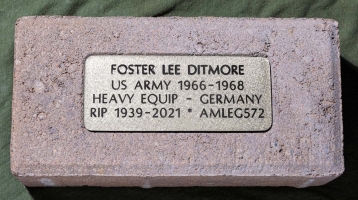 FOSTER LEE DITMORE
US ARMY 1966-1968
HEAVY EQUIP - GERMANY
RIP 1939-2021 * AMLEG572